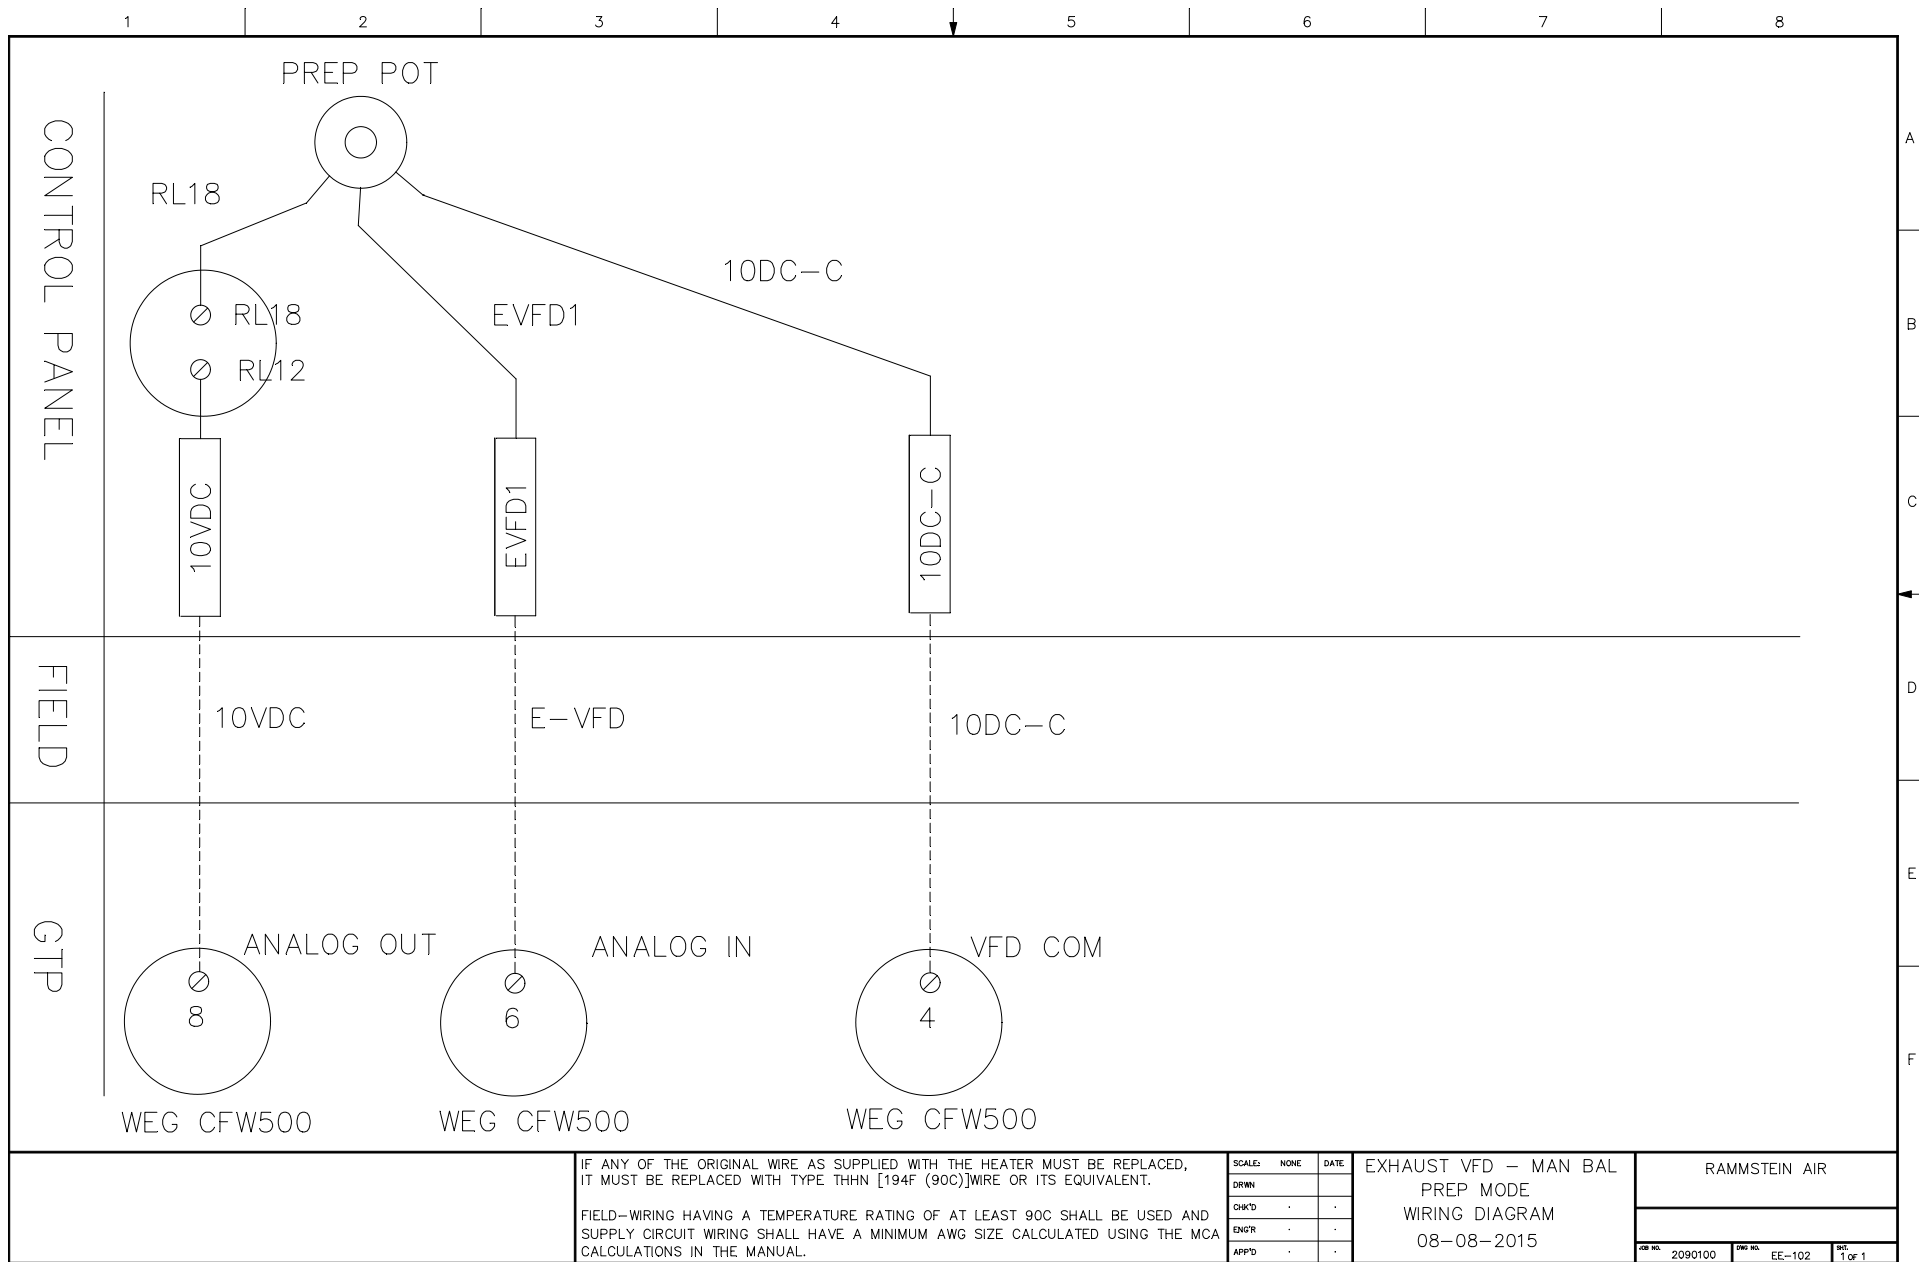 1 2 3 4 5 6 7 8
PREP POT
CONTROL PANEL
A
RL18
10DC-C
RL18
EVFD1
B
RL12
10VDC
EVFD1
10DC-C
C
FIELD
10VDC
E-VFD
10DC-C
D
E
GTP
ANALOG OUT
ANALOG IN
VFD COM
8
6
4
F
WEG CFW500
WEG CFW500
WEG CFW500
IF ANY OF THE ORIGINAL WIRE AS SUPPLIED WITH THE HEATER MUST BE REPLACED,
IT MUST BE REPLACED WITH TYPE THHN [194F (90C)]WIRE OR ITS EQUIVALENT.
FIELD-WIRING HAVING A TEMPERATURE RATING OF AT LEAST 90C SHALL BE USED AND
SUPPLY CIRCUIT WIRING SHALL HAVE A MINIMUM AWG SIZE CALCULATED USING THE MCA
CALCULATIONS IN THE MANUAL.
SCALE: NONE DATE
DRWN
CHK'D
ENG'R
APP'D
EXHAUST VFD - MAN BAL
PREP MODE
WIRING DIAGRAM
08-08-2015
RAMMSTEIN AIR
JOB NO. 2090100
DWG NO. EE-102
SHT. 1 OF 1